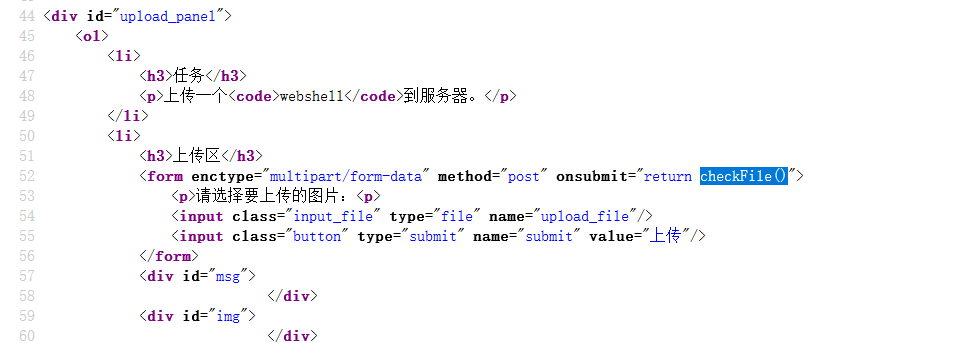 44 <div id="upload_panel">
45 <ol>
46 <li>
47 <h3>任务</h3>
48 <p>上传一个<code>webshell</code>到服务器。</p>
49 </li>
50 <li>
51 <h3>上传区</h3>
52 <form enctype="multipart/form-data" method="post" onsubmit="return checkFile()">
53 <p>请选择要上传的图片：<p>
54 <input class="input_file" type="file" name="upload_file"/>
55 <input class="button" type="submit" name="submit" value="上传"/>
56 </form>
57 <div id="msg">
58 </div>
59 <div id="img">
60 </div>